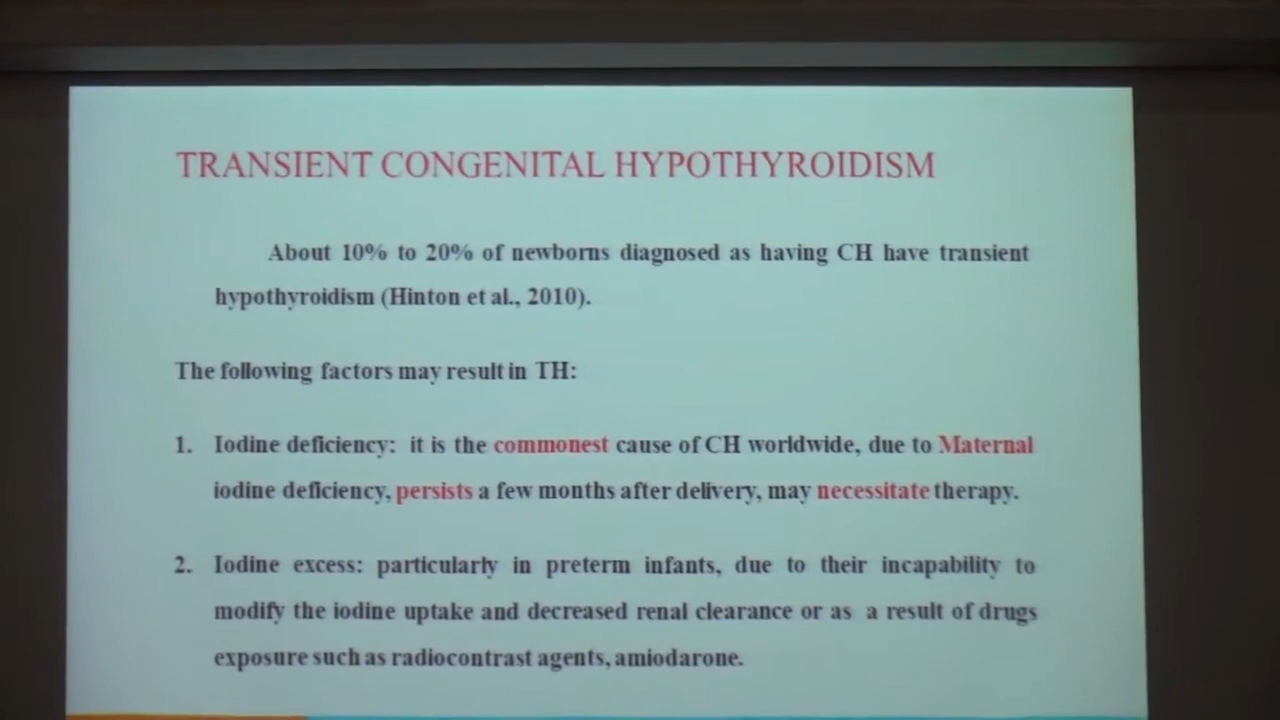 TRANSIENT CONGENITAL HYPOTHYROIDISM
About 10% to 20% of newborns diagnosed as having CH have transient
hypothyroidism (Hinton et al., 2010).
The following factors may result in TH:
1. Iodine deficiency: it is the commonest cause of CH worldwide, due to Maternal
iodine deficiency, persists a few months after delivery, may necessitate therapy.
2. Iodine excess: particularly in preterm infants, due to their incapability to
modify the iodine uptake and decreased renal clearance or as a result of drugs
exposure such as radiocontrast agents, amiodarone.